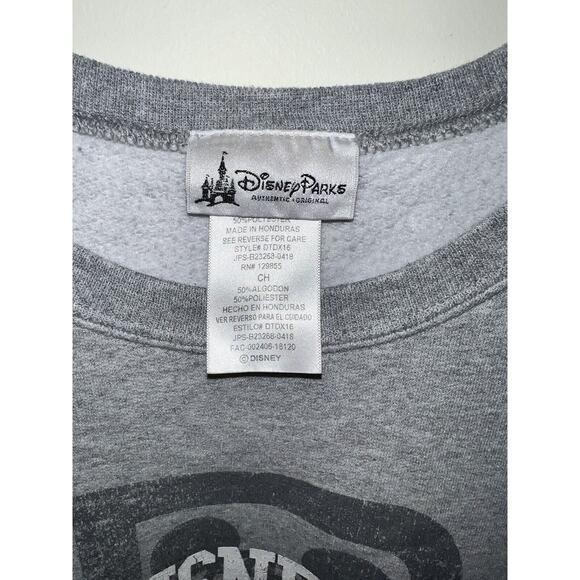 Disney Parks
AUTHENTIC • ORIGINAL
50%POLYESTER
MADE IN HONDURAS
SEE REVERSE FOR CARE
STYLE# DTDX16
JPS-B23268-0418
RN# 129855
CH
50%ALGODON
50%POLIESTER
HECHO EN HONDURAS
VER REVERSO PARA EL CUIDADO
ESTILO# DTDX16
JPS-B23268-0418
FAC-002406-18120
© DISNEY